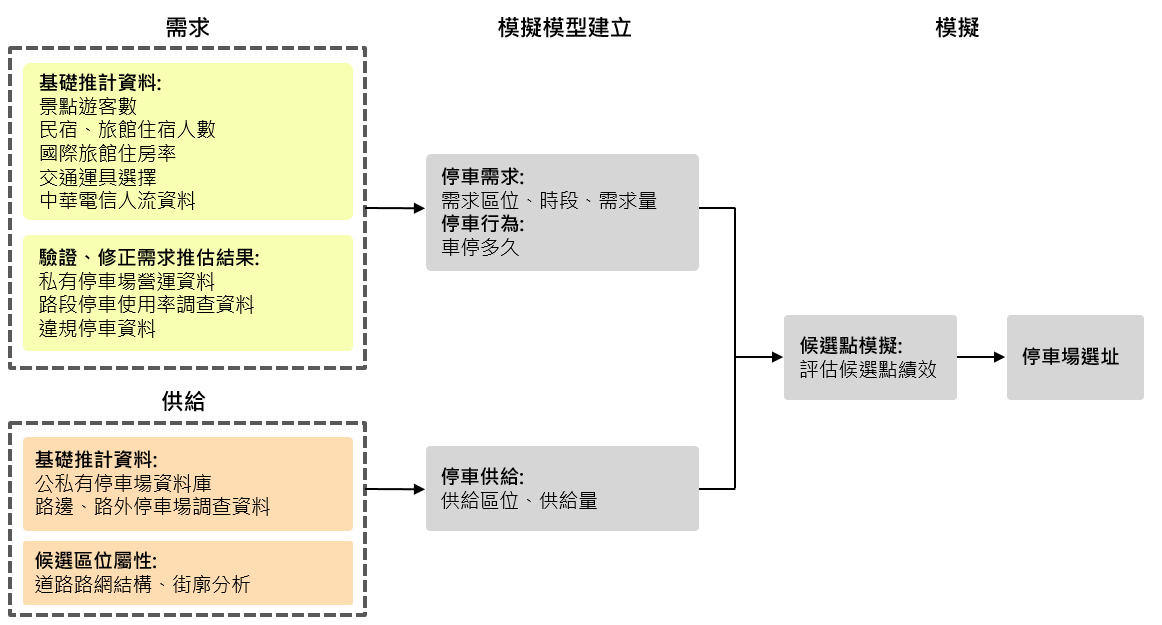 需求
模擬模型建立
模擬
基礎推計資料:
景點遊客數
民宿、旅館住宿人數
國際旅館住房率
交通運具選擇
中華電信人流資料
驗證、修正需求推估結果:
私有停車場營運資料
路段停車使用率調查資料
違規停車資料
停車需求:
需求區位、時段、需求量
停車行為:
車停多久
候選點模擬:
評估候選點績效
停車場選址
供給
基礎推計資料:
公私有停車場資料庫
路邊、路外停車場調查資料
候選區位屬性:
道路路網結構、街廓分析
停車供給:
供給區位、供給量